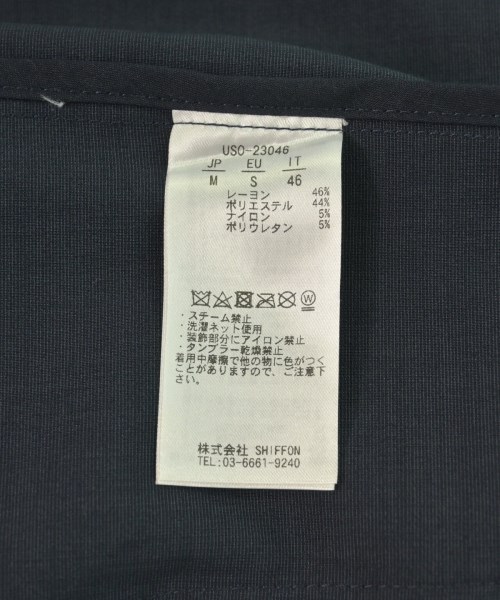 USO-23046
JP EU IT
M S 46
レーヨン 46%
ポリエステル 44%
ナイロン 5%
ポリウレタン 5%
W
・スチーム禁止
・洗濯ネット使用
・装飾部分にアイロン禁止
・タンブラー乾燥禁止
着用中摩擦で他の物に色がつく
ことがありますので、ご注意下
さい。
株式会社 SHIFFON
TEL:03-6661-9240